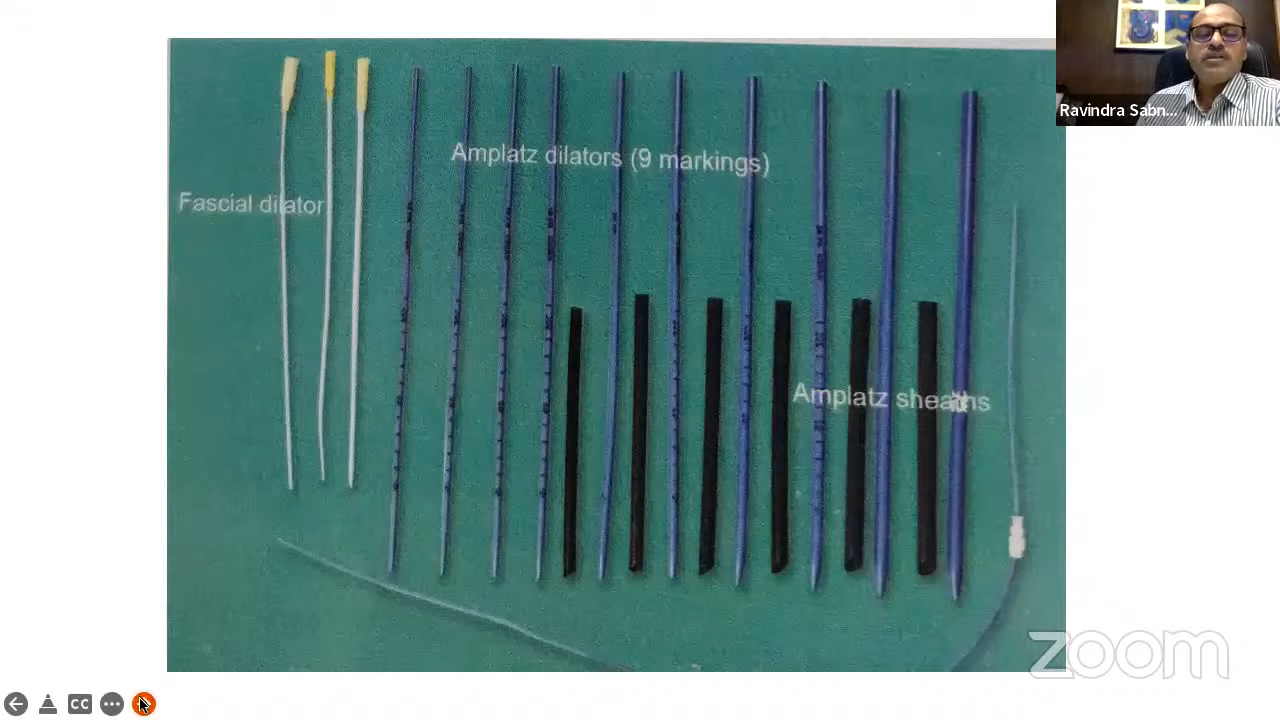 Ravindra Sabn...
Amplatz dilators (9 markings)
Fascial dilator
Amplatz sheaths
zoom
CC